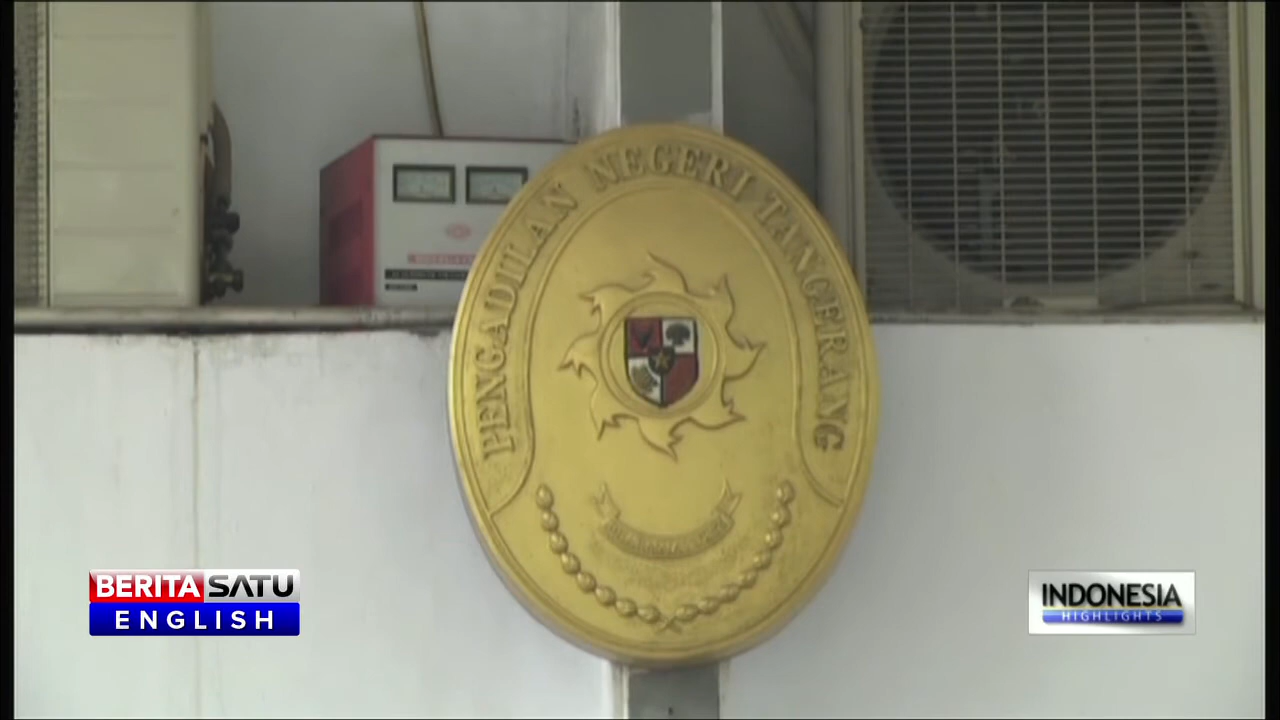 PENGADILAN NEGERI TANGERANG
BERITA SATU
ENGLISH
INDONESIA
HIGHLIGHTS